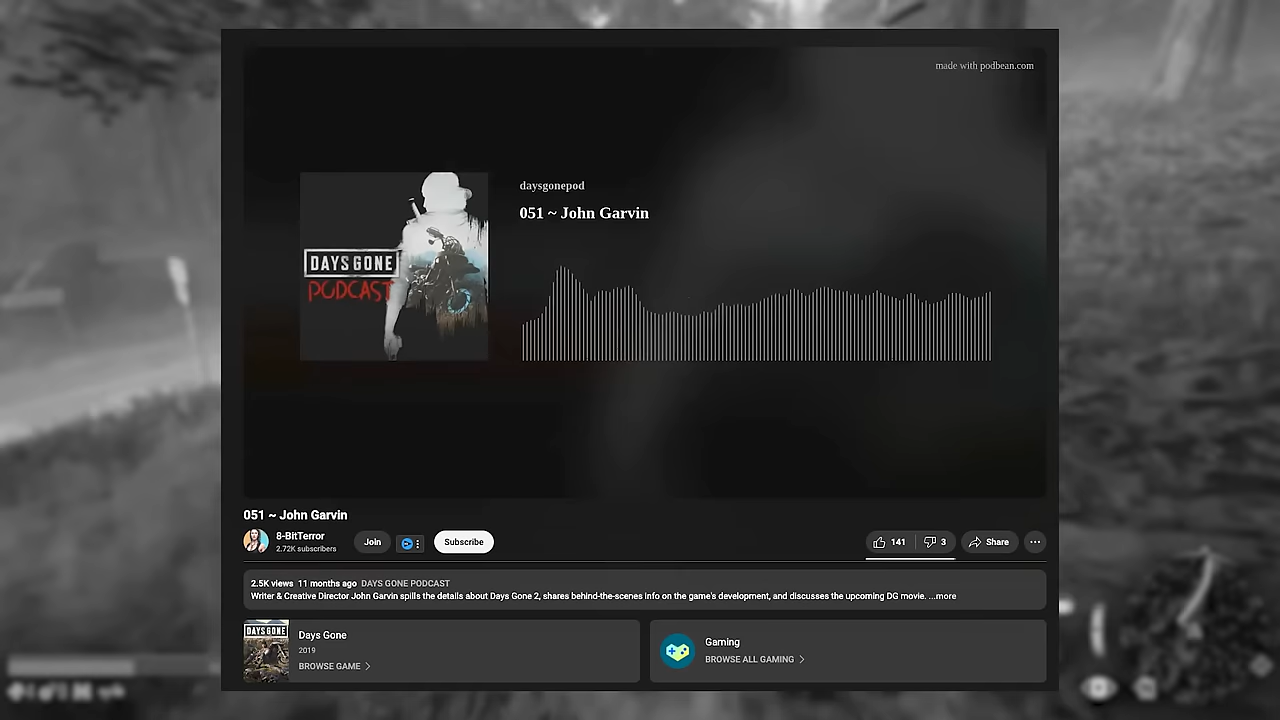 made with podbean.com
daysgonepod
051 ~ John Garvin
DAYS GONE
PODCAST
051 ~ John Garvin
8-BitTerror
2.72K subscribers
Join
Subscribe
141
3
Share
2.5K views 11 months ago DAYS GONE PODCAST
Writer & Creative Director John Garvin spills the details about Days Gone 2, shares behind-the-scenes info on the game's development, and discusses the upcoming DG movie. ...more
DAYS GONE
Days Gone
2019
BROWSE GAME
Gaming
BROWSE ALL GAMING